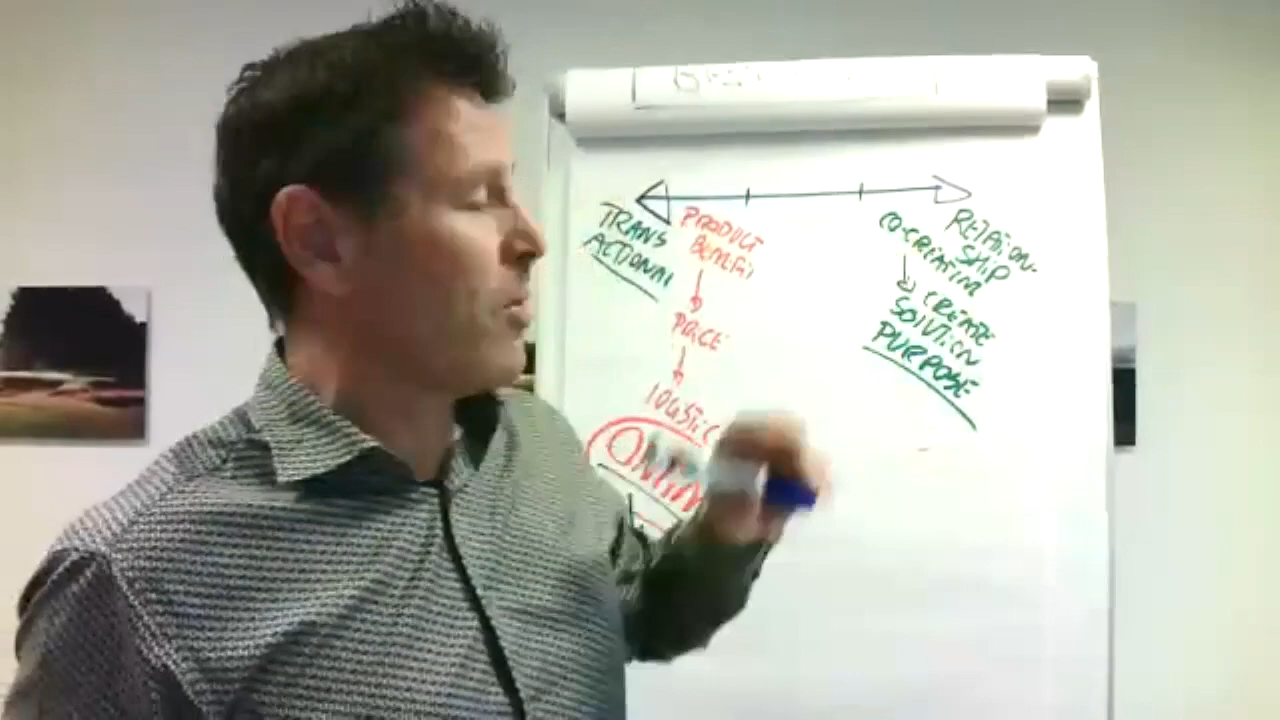 TRANS
ACTIONAL
PRODUCT
BENEFIT
PRICE
LOGISTIC
ONLINE
RELATION-
SHIP
CO-CREATION
CREATE
SOLUTION
PURPOSE